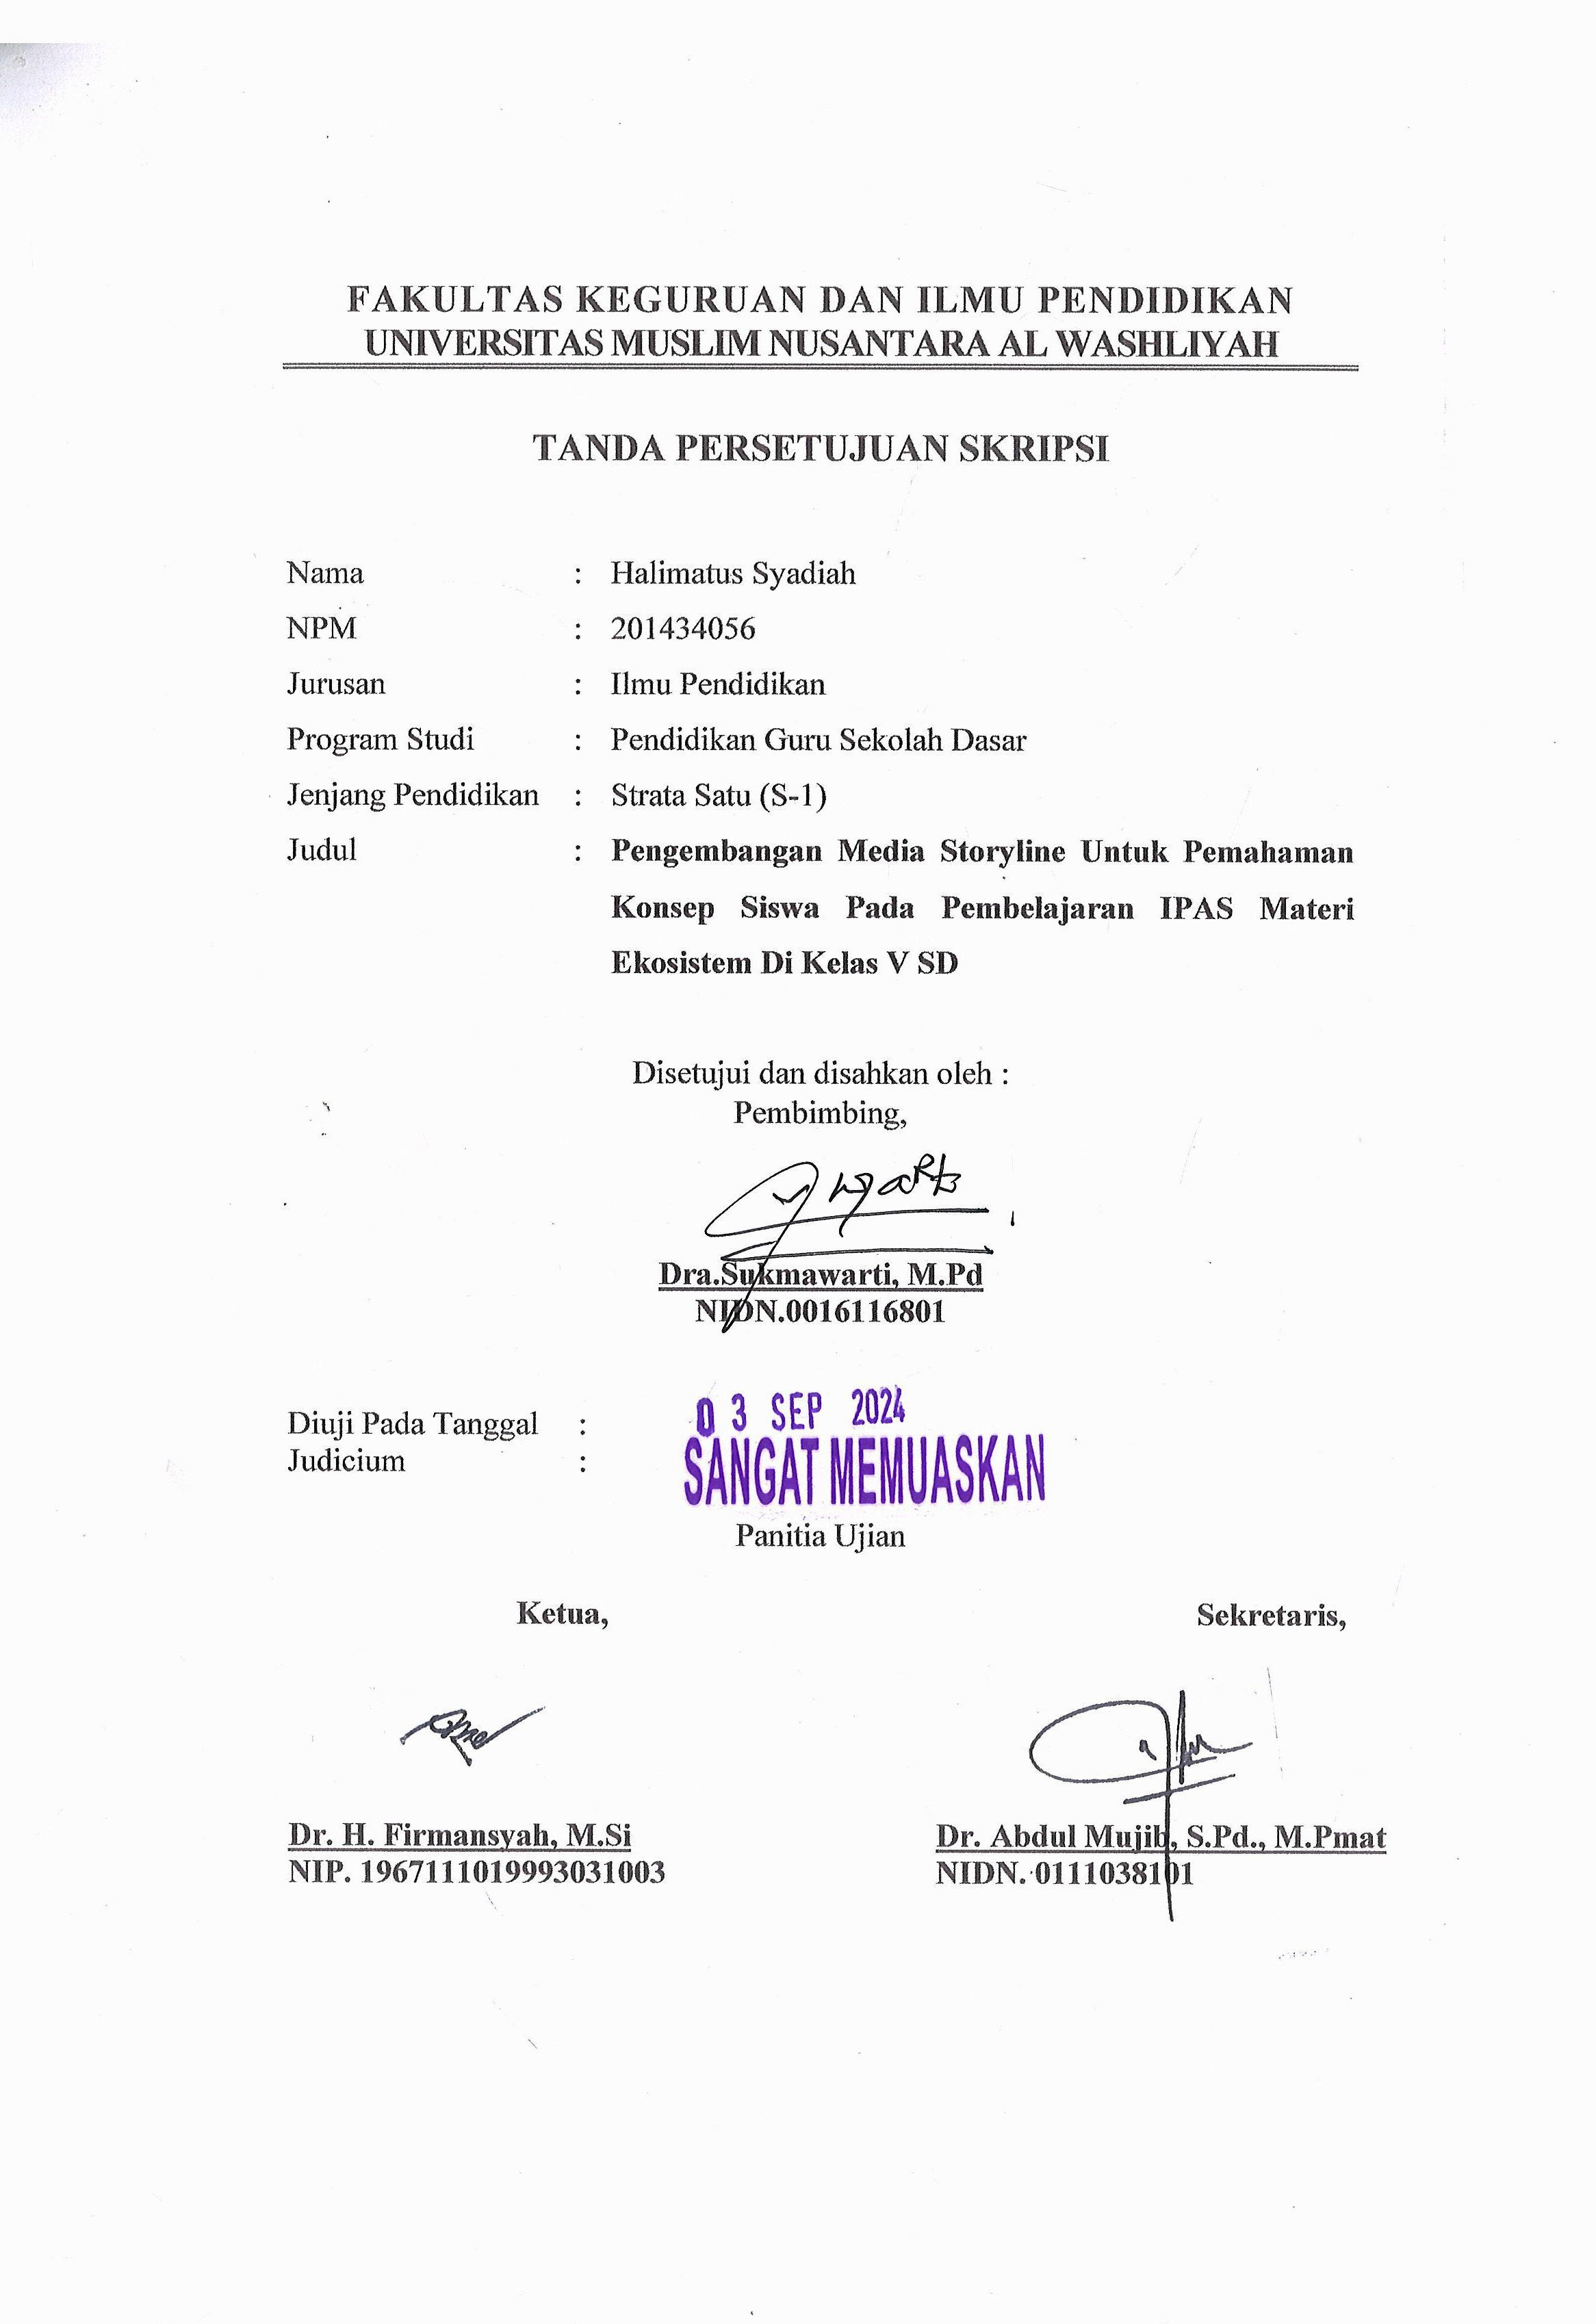 FAKULTAS KEGURUAN DAN ILMU PENDIDIKAN
UNIVERSITAS MUSLIM NUSANTARA AL WASHLIYAH
TANDA PERSETUJUAN SKRIPSI
Nama : Halimatus Syadiah
NPM : 201434056
Jurusan : Ilmu Pendidikan
Program Studi : Pendidikan Guru Sekolah Dasar
Jenjang Pendidikan : Strata Satu (S-1)
Judul : Pengembangan Media Storyline Untuk Pemahaman
Konsep Siswa Pada Pembelajaran IPAS Materi
Ekosistem Di Kelas V SD
Disetujui dan disahkan oleh :
Pembimbing,
Dra.Sukmawarti, M.Pd
NIDN.0016116801
Diuji Pada Tanggal : 03 SEP 2024
Judicium : SANGAT MEMUASKAN
Panitia Ujian
Ketua, Sekretaris,
Dr. H. Firmansyah, M.Si Dr. Abdul Mujib, S.Pd., M.Pmat
NIP. 1967111019993031003 NIDN. 0111038101